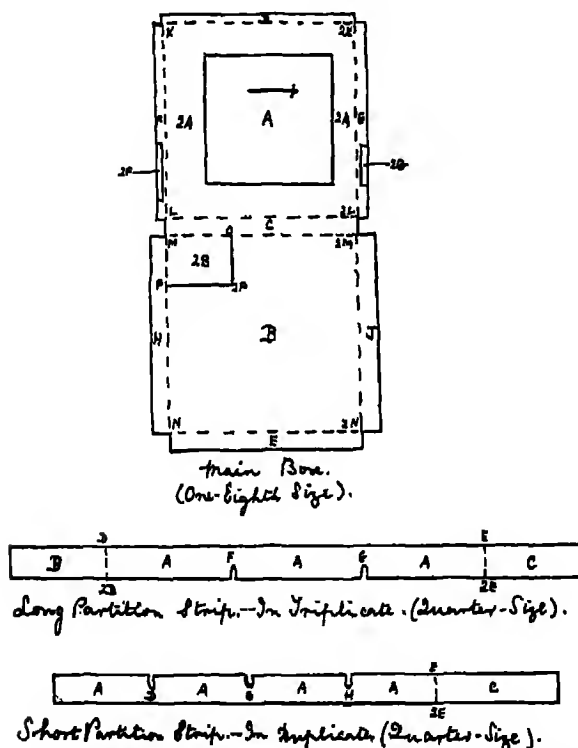 K 2K
2A A 2A G
2F 2G
L 2L
C
M O 2M
2B
P 2P
B
H J
N 2N
E
Main Box.
(One-Eighth Size).
D E
B A F A G A C
2D 2E
Long Partition Strip.—In Triplicate. (Quarter-Size).
A A A A C
H
2E
Short Partition Strip.—In Duplicate (Quarter-Size).